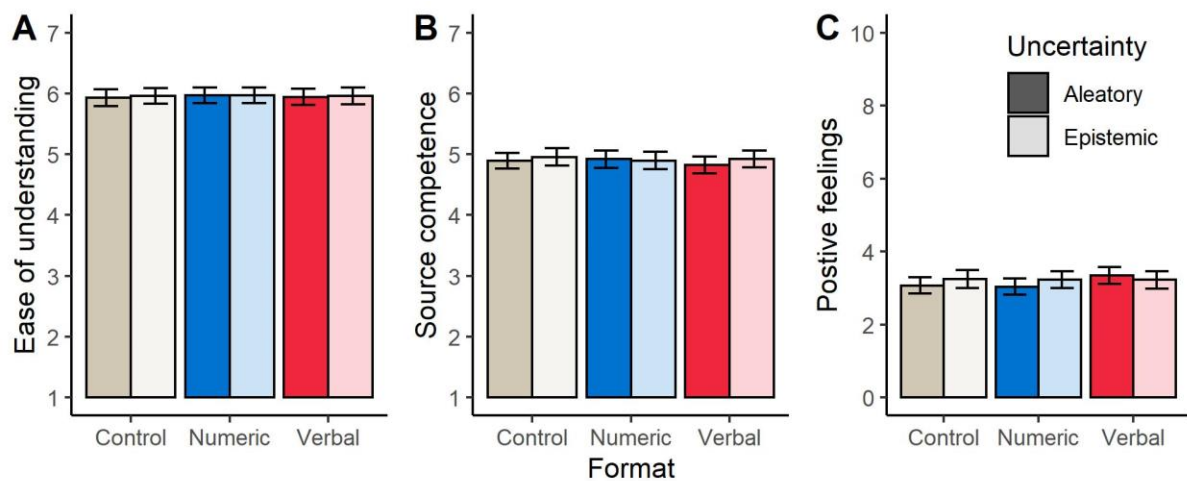 A
Ease of understanding
7
6
5
4
3
2
1
Control Numeric Verbal
B
Source competence
7
6
5
4
3
2
1
Control Numeric Verbal
Format
C
Postive feelings
10
8
6
4
2
0
Control Numeric Verbal
Uncertainty
Aleatory
Epistemic